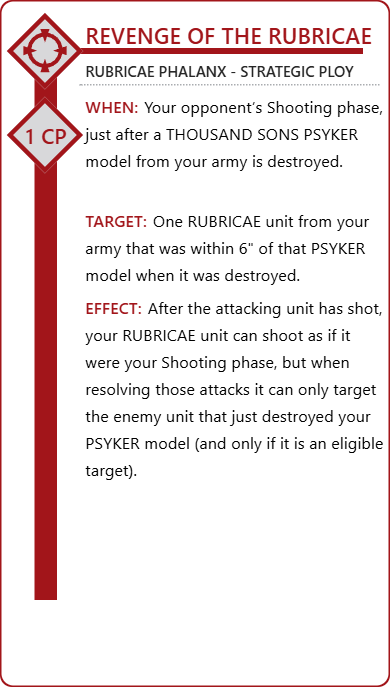 REVENGE OF THE RUBRICAE
RUBRICAE PHALANX - STRATEGIC PLOY
1 CP
WHEN: Your opponent's Shooting phase,
just after a THOUSAND SONS PSYKER
model from your army is destroyed.
TARGET: One RUBRICAE unit from your
army that was within 6" of that PSYKER
model when it was destroyed.
EFFECT: After the attacking unit has shot,
your RUBRICAE unit can shoot as if it
were your Shooting phase, but when
resolving those attacks it can only target
the enemy unit that just destroyed your
PSYKER model (and only if it is an eligible
target).